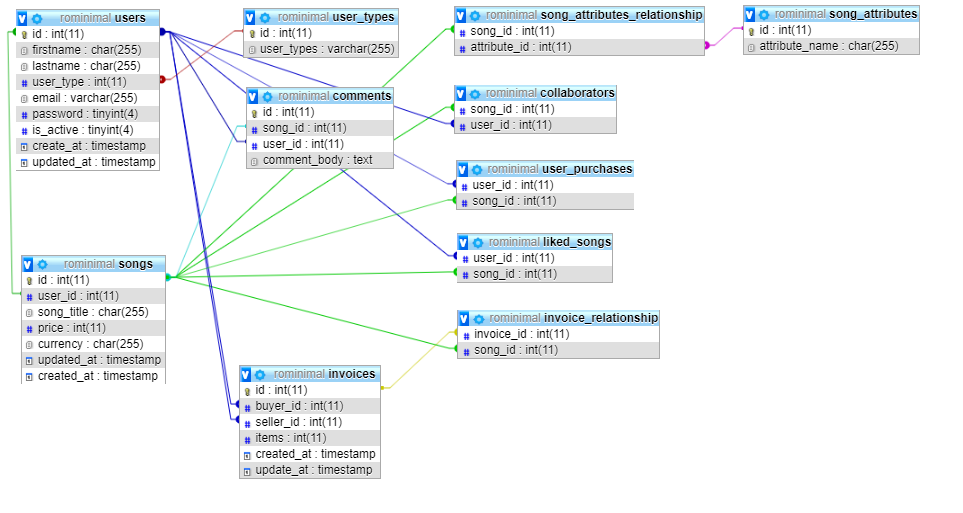 rominimal users
id : int(11)
firstname : char(255)
lastname : char(255)
user_type : int(11)
email : varchar(255)
password : tinyint(4)
is_active : tinyint(4)
create_at : timestamp
updated_at : timestamp
rominimal user_types
id : int(11)
user_types : varchar(255)
rominimal song_attributes_relationship
song_id : int(11)
attribute_id : int(11)
rominimal song_attributes
id : int(11)
attribute_name : char(255)
rominimal comments
id : int(11)
song_id : int(11)
user_id : int(11)
comment_body : text
rominimal collaborators
song_id : int(11)
user_id : int(11)
rominimal user_purchases
user_id : int(11)
song_id : int(11)
rominimal liked_songs
user_id : int(11)
song_id : int(11)
rominimal songs
id : int(11)
user_id : int(11)
song_title : char(255)
price : int(11)
currency : char(255)
updated_at : timestamp
created_at : timestamp
rominimal invoice_relationship
invoice_id : int(11)
song_id : int(11)
rominimal invoices
id : int(11)
buyer_id : int(11)
seller_id : int(11)
items : int(11)
created_at : timestamp
update_at : timestamp